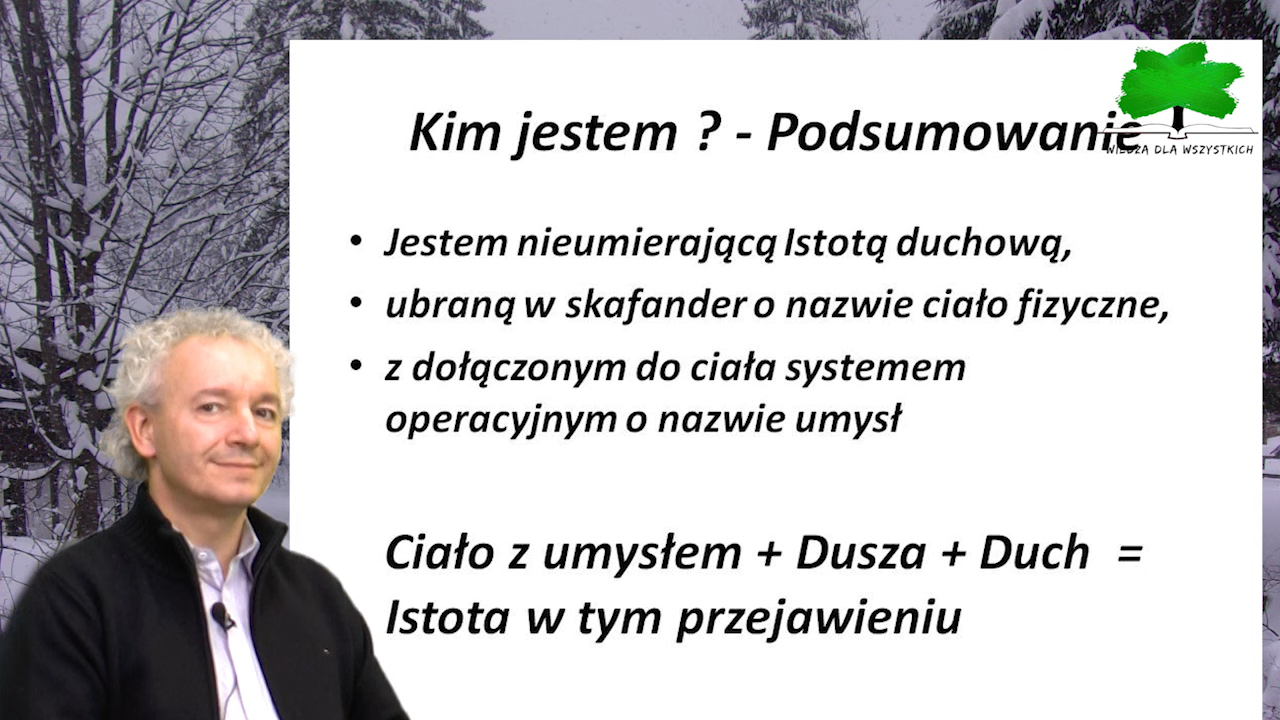 Kim jestem ? - Podsumowanie
WIEDZA DLA WSZYSTKICH
• Jestem nieumierającą Istotą duchową,
• ubraną w skafander o nazwie ciało fizyczne,
• z dołączonym do ciała systemem
operacyjnym o nazwie umysł
Ciało z umysłem + Dusza + Duch =
Istota w tym przejawieniu